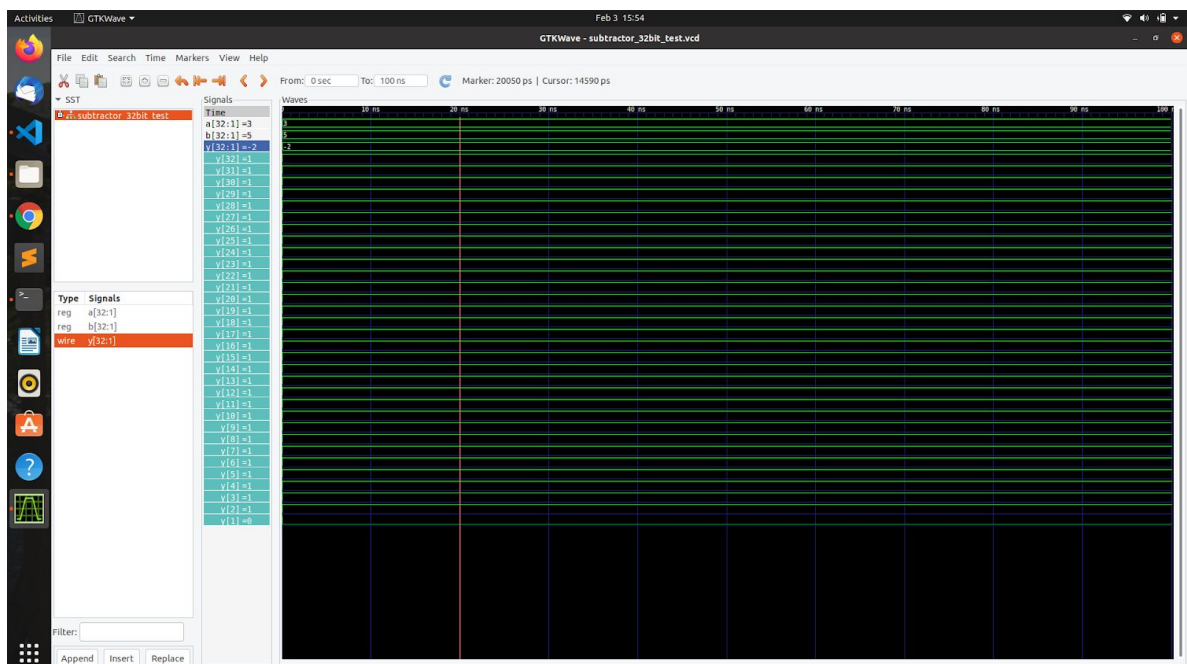 Activities GTKWave Feb 3 15:54
GTKWave - subtractor_32bit_test.vcd
File Edit Search Time Markers View Help
From: 0 sec To: 100 ns Marker: 20050 ps | Cursor: 14590 ps
SST
subtractor_32bit_test
Signals
Waves
Time
10 ns 20 ns 30 ns 40 ns 50 ns 60 ns 70 ns 80 ns 90 ns 100
a[32:1] =3
3
b[32:1] =5
5
y[32:1] =-2
-2
y[32] =1
y[31] =1
y[30] =1
y[29] =1
y[28] =1
y[27] =1
y[26] =1
y[25] =1
y[24] =1
y[23] =1
y[22] =1
y[21] =1
y[20] =1
y[19] =1
y[18] =1
y[17] =1
y[16] =1
y[15] =1
y[14] =1
y[13] =1
y[12] =1
y[11] =1
y[10] =1
y[9] =1
y[8] =1
y[7] =1
y[6] =1
y[5] =1
y[4] =1
y[3] =1
y[2] =1
y[1] =0
Type Signals
reg a[32:1]
reg b[32:1]
wire y[32:1]
Filter:
Append Insert Replace